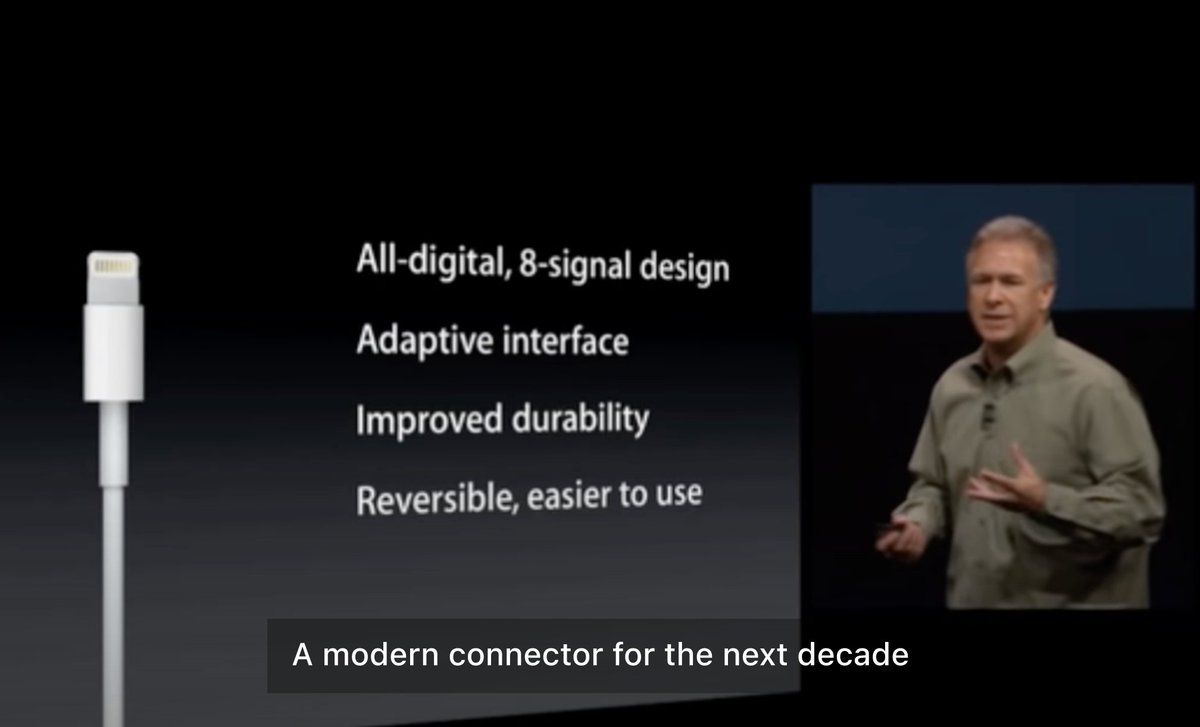 All-digital, 8-signal design
Adaptive interface
Improved durability
Reversible, easier to use
A modern connector for the next decade